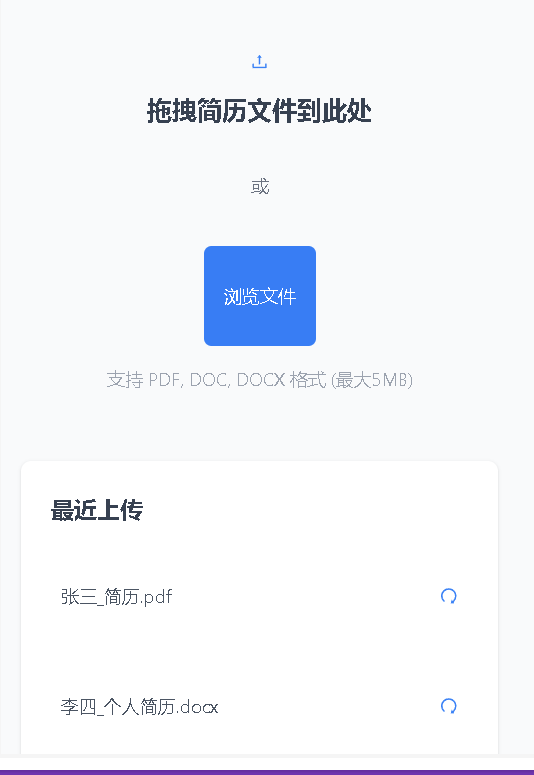 拖拽简历文件到此处
或
浏览文件
支持 PDF, DOC, DOCX 格式 (最大5MB)
最近上传
张三_简历.pdf
李四_个人简历.docx